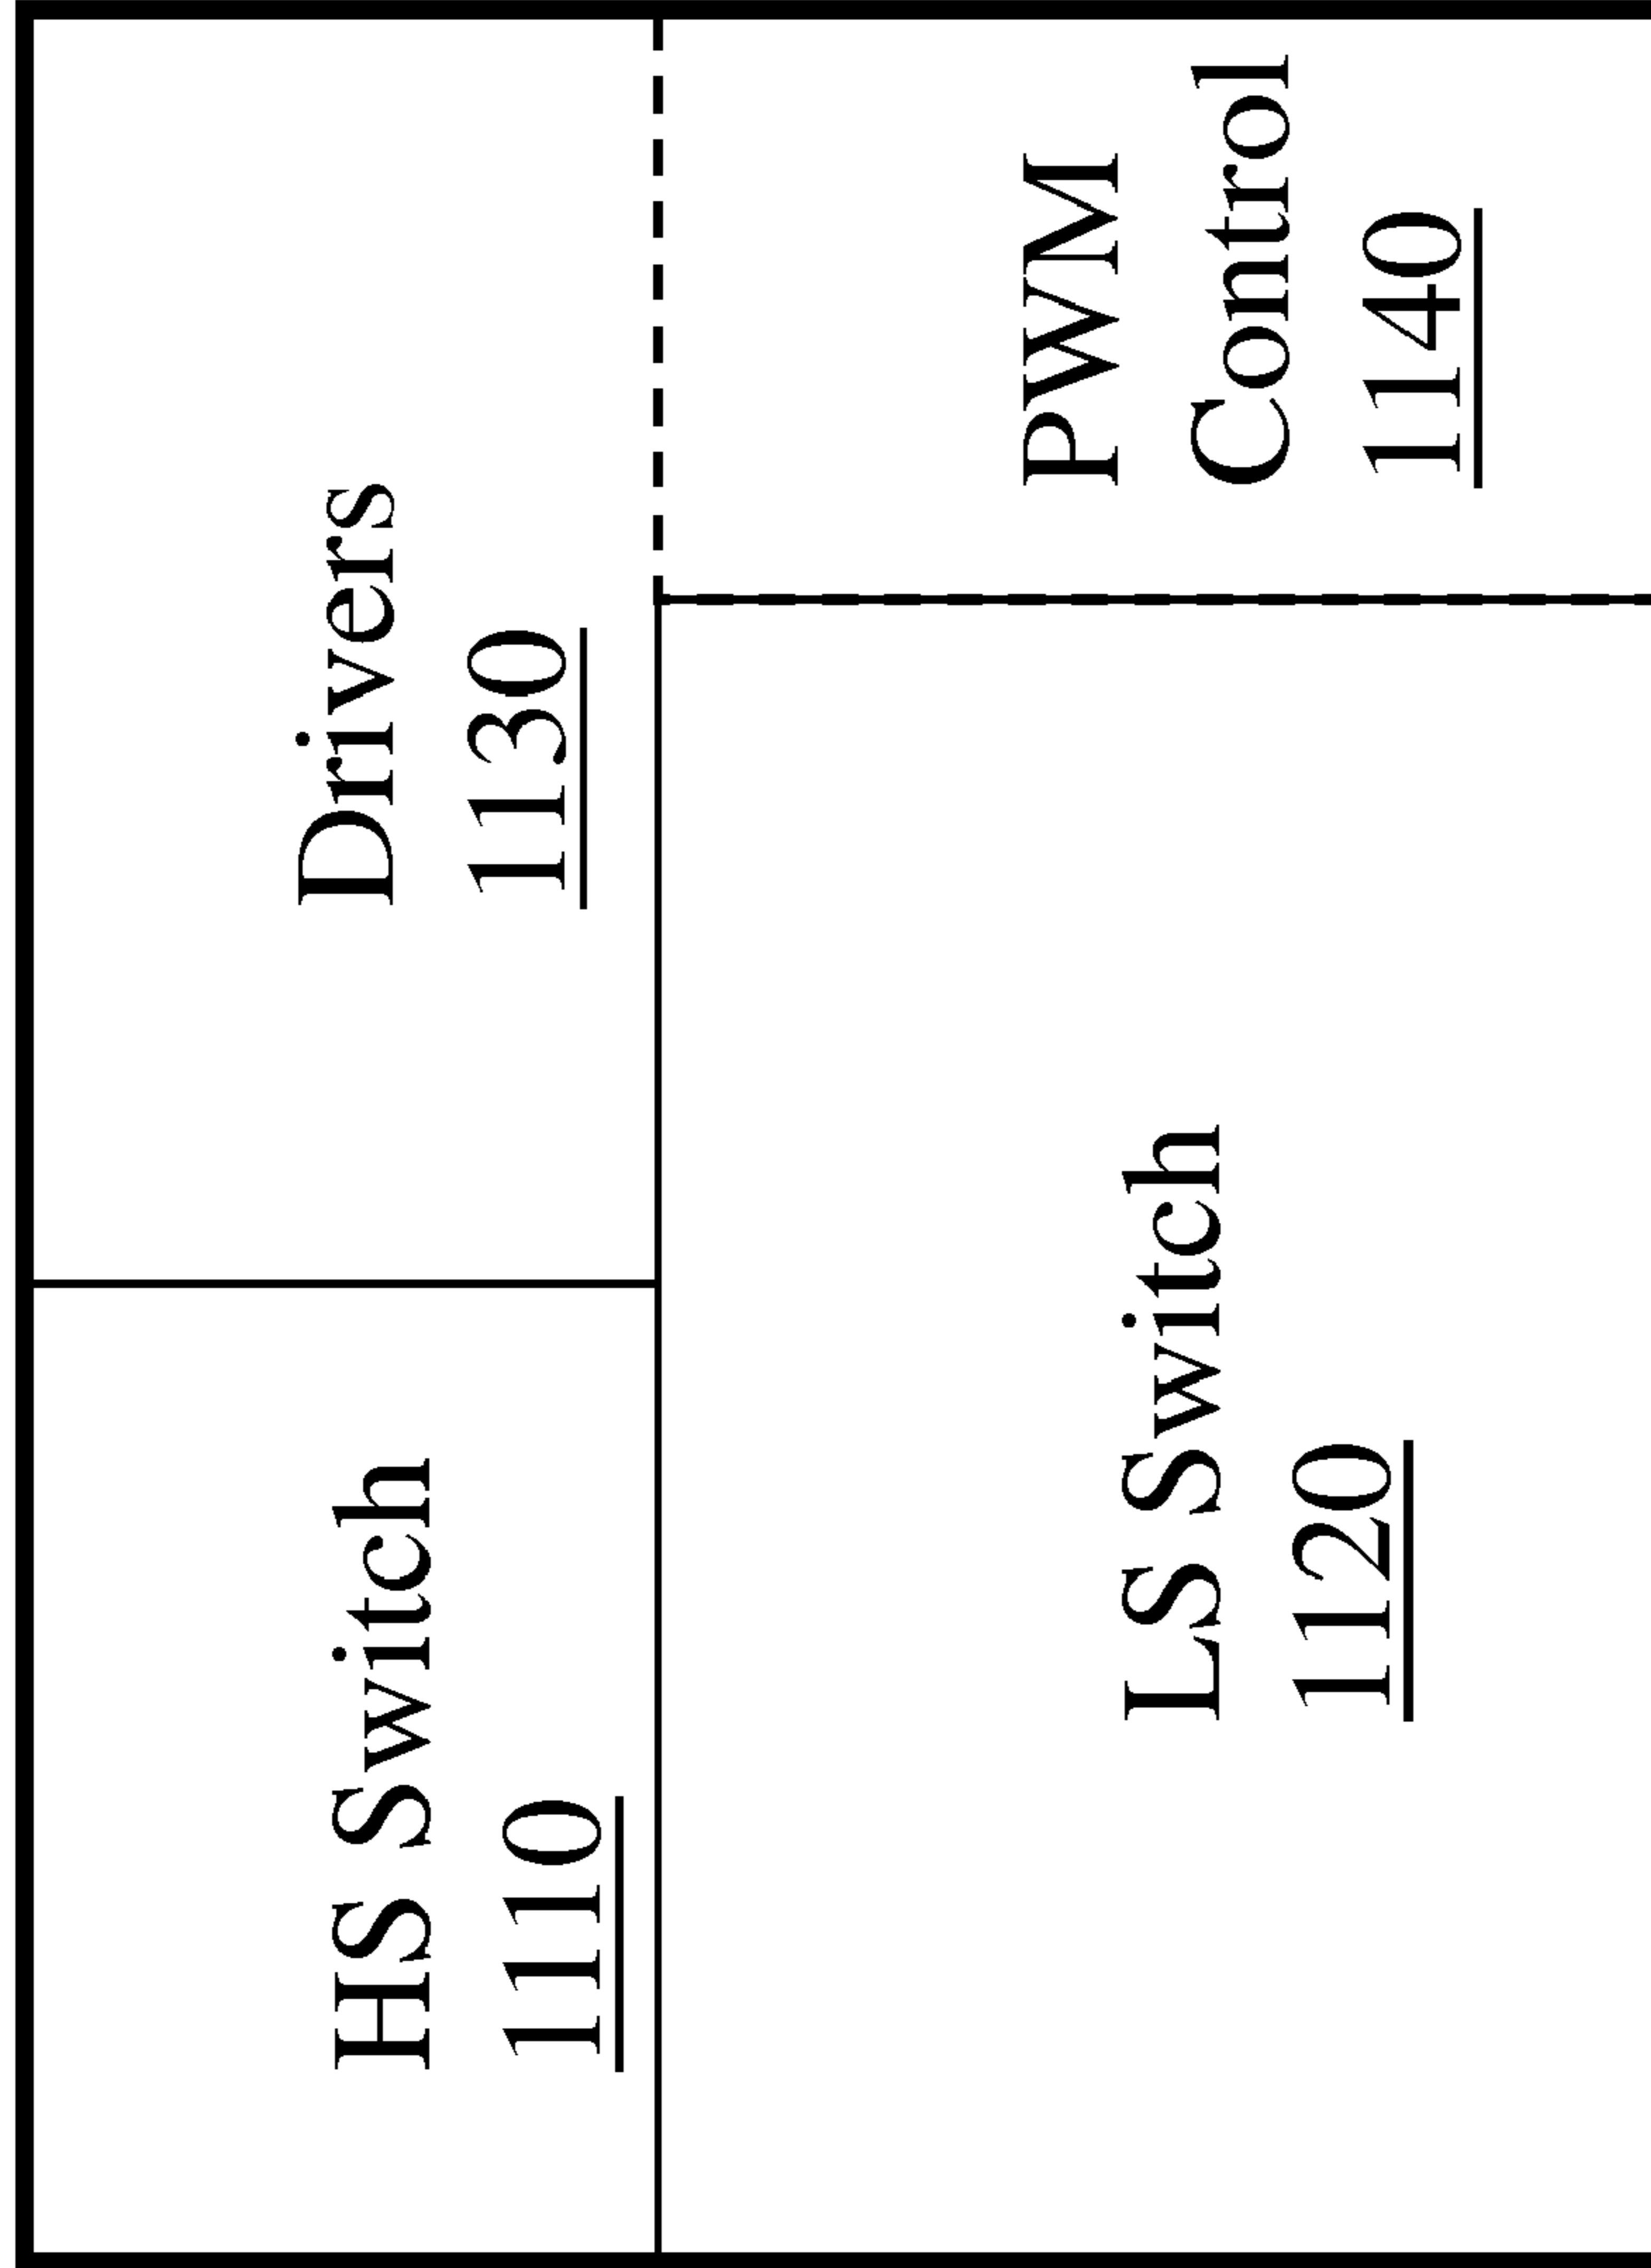 HS Switch
1110
Drivers
1130
LS Switch
1120
PWM
Control
1140